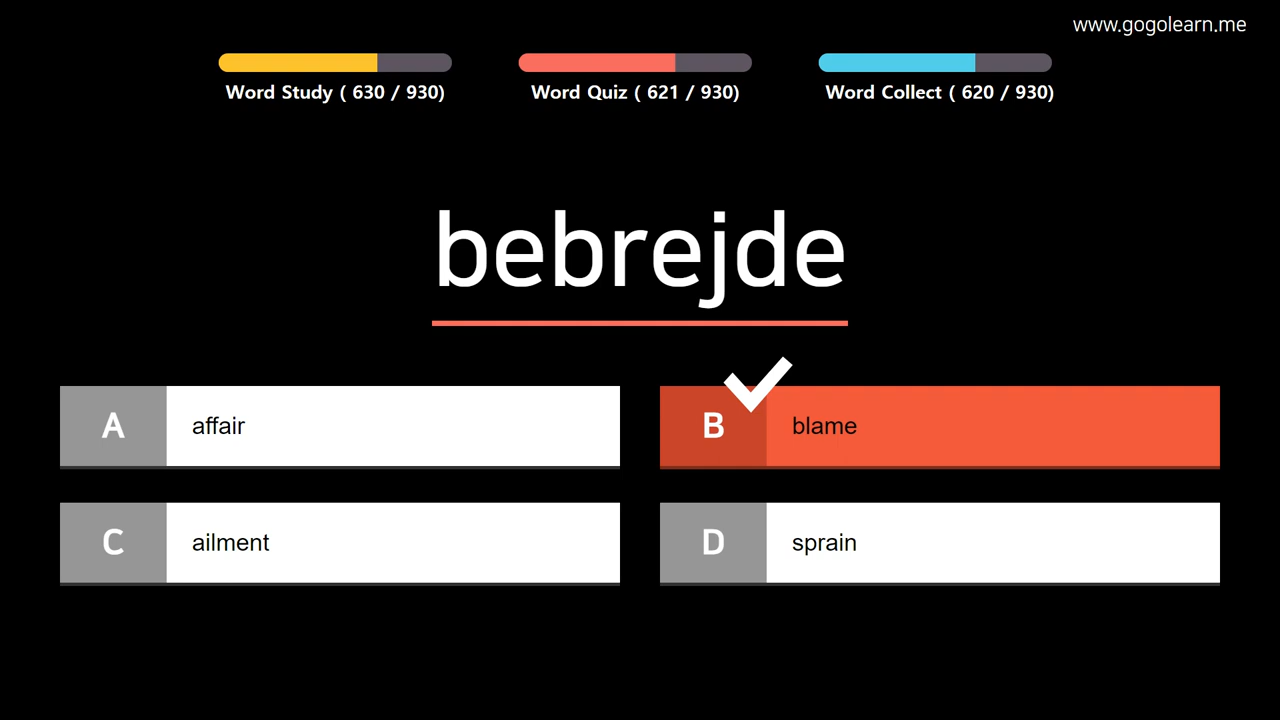 www.gogolearn.me
Word Study ( 630 / 930)
Word Quiz ( 621 / 930)
Word Collect ( 620 / 930)
bebrejde
A affair
B blame
C ailment
D sprain